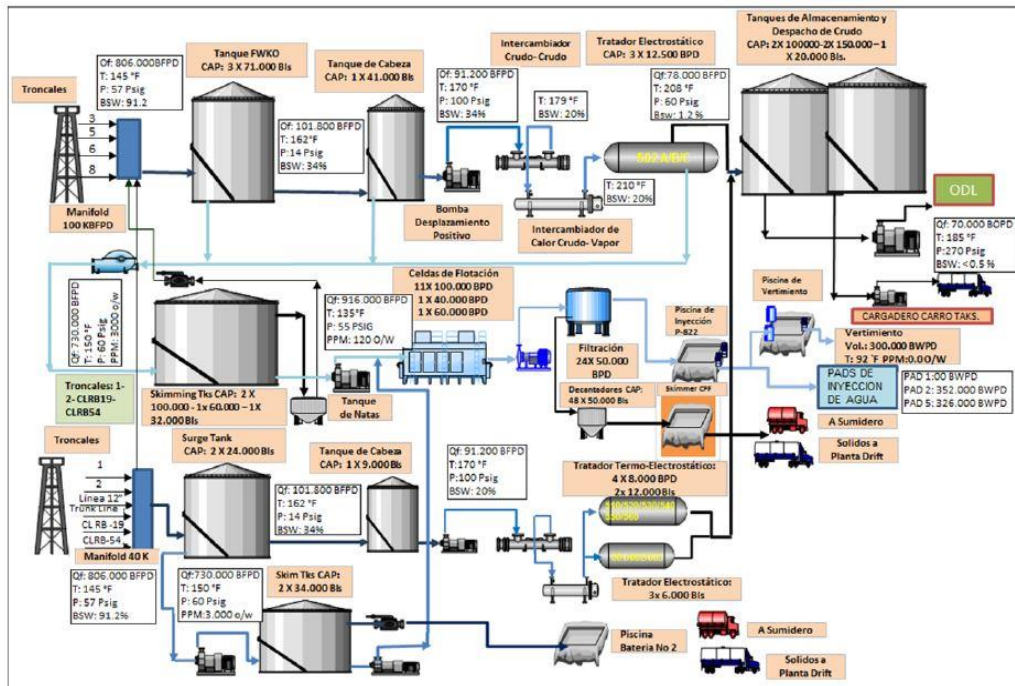 Troncales
3
5
6
8
Manifold
100 KBFPD
Of: 806.000BFPD
T: 145 °F
P: 57 Psig
BSW: 91.2
Tanque FWKO
CAP: 3 X 71.000 Bls
Of: 101.800 BFPD
T: 162°F
P:14 Psig
BSW: 34%
Tanque de Cabeza
CAP: 1 X 41.000 Bls
Of: 91.200 BFPD
T: 170 °F
P: 100 Psig
BSW: 34%
Bomba
Desplazamiento
Positivo
Intercambiador
Crudo- Crudo
T: 179 °F
BSW: 20%
Intercambiador de
Calor Crudo- Vapor
T: 210 °F
BSW: 20%
Tratador Electrostático
CAP: 3 X 12.500 BPD
502 A/B/C
Qf:78.000 BFPD
T: 208 °F
P: 60 Psig
Bsw: 1.2 %
Tanques de Almacenamiento y
Despacho de Crudo
CAP: 2X 100000-2X 150.000 – 1
X 20.000 Bls.
ODL
Qf: 70.000 BOPD
T: 185 °F
P:270 Psig
BSW: <0.5 %
CARGADERO CARRO TAKS.
Qf: 730.000 BFPD
T: 150 °F
P: 60 Psig
PPM: 3000 o/w
Troncales: 1-
2- CLRB19-
CLRB54
Skimming Tks CAP: 2 X
100.000 - 1x 60.000 – 1X
32.000 Bls
Tanque
de Natas
Qf: 916.000 BFPD
T: 135°F
P: 55 PSIG
PPM: 120 O/W
Celdas de Flotación
11X 100.000 BPD
1 X 40.000 BPD
1 X 60.000 BPD
Filtración
24X 50.000
BPD
Decentadores CAP:
48 X 50.000 Bls
Skimmer CPF
Piscina de
Inyección
P-822
Piscina de
Vertimiento
Vertimiento
Vol.: 300.000 BWPD
T: 92 °F PPM:0.0 O/W
PADS DE
INYECCION
DE AGUA
PAD 1:00 BWPD
PAD 2: 352.000 BWPD
PAD 5: 326.000 BWPD
A Sumidero
Solidos a
Planta Drift
Troncales
1
2
Línea 12"
Trunk Line
CL RB -19
CLRB-54
Manifold 40 K
Surge Tank
CAP: 2 X 24.000 Bls
Qf: 101.800 BFPD
T: 162 °F
P: 14 Psig
BSW: 34%
Tanque de Cabeza
CAP: 1 X 9.000 Bls
Qf: 91.200 BFPD
T:170 °F
P:100 Psig
BSW: 20%
Tratador Termo-Electrostático:
4 X 8.000 BPD
2x 12.000 Bls
Tratador Electrostático:
3x 6.000 Bls
Qf: 806.000 BFPD
T: 145 °F
P: 57 Psig
BSW: 91.2%
Qf:730.000 BFPD
T: 150 °F
P: 60 Psig
PPM:3.000 o/w
Skim Tks CAP:
2 X 34.000 Bls
Piscina
Bateria No 2
A Sumidero
Solidos a
Planta Drift